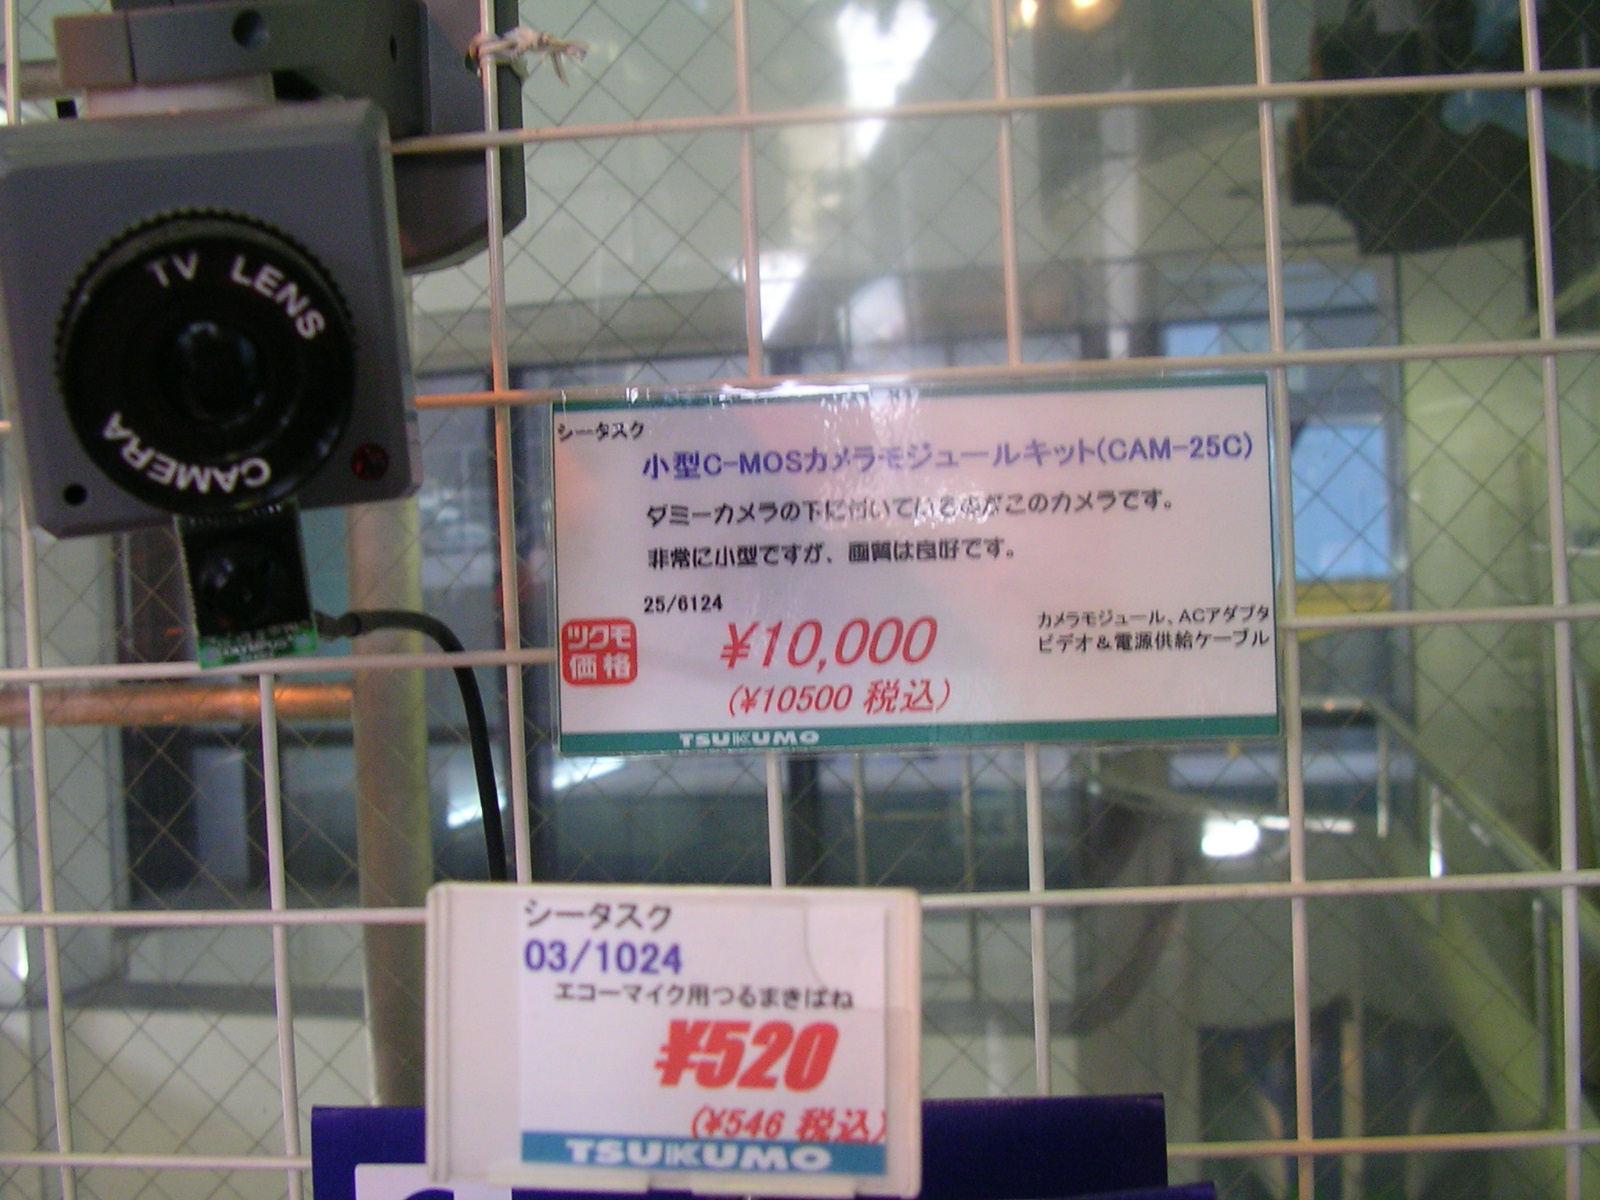 TV LENS
CAMERA
シータスク
小型C-MOSカメラモジュールキット(CAM-25C)
ダミーカメラの下に付いているのがこのカメラです。
非常に小型ですが、画質は良好です。
25/6124
カメラモジュール、ACアダプタ
ビデオ＆電源供給ケーブル
ツクモ
価格
¥10,000
(¥10500 税込)
TSUKUMO
シータスク
03/1024
エコーマイク用つるまきばね
¥520
(¥546 税込)
TSUKUMO